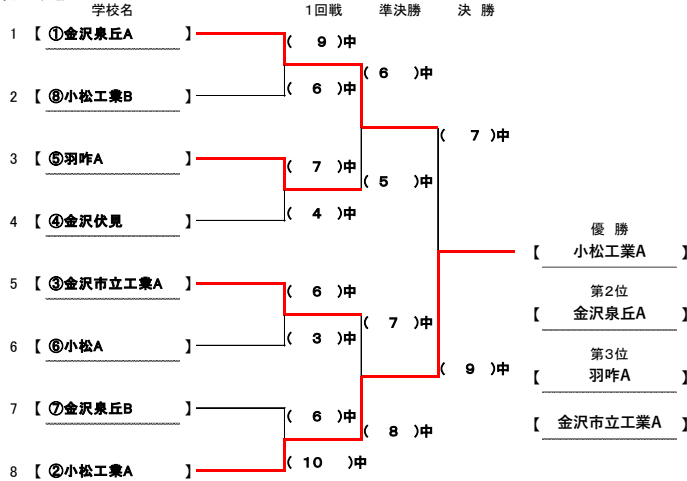 学校名 1回戦 準決勝 決 勝
1 【 ①金沢泉丘A 】
( 9 )中
( 6 )中
2 【 ⑧小松工業B 】
( 6 )中
( 7 )中
3 【 ⑤羽咋A 】
( 7 )中
( 5 )中
4 【 ④金沢伏見 】
( 4 )中
優 勝
【 小松工業A 】
5 【 ③金沢市立工業A 】
( 6 )中
第2位
【 金沢泉丘A 】
( 7 )中
6 【 ⑥小松A 】
( 3 )中
第3位
【 羽咋A 】
( 9 )中
7 【 ⑦金沢泉丘B 】
( 6 )中
【 金沢市立工業A 】
( 8 )中
8 【 ②小松工業A 】
( 10 )中